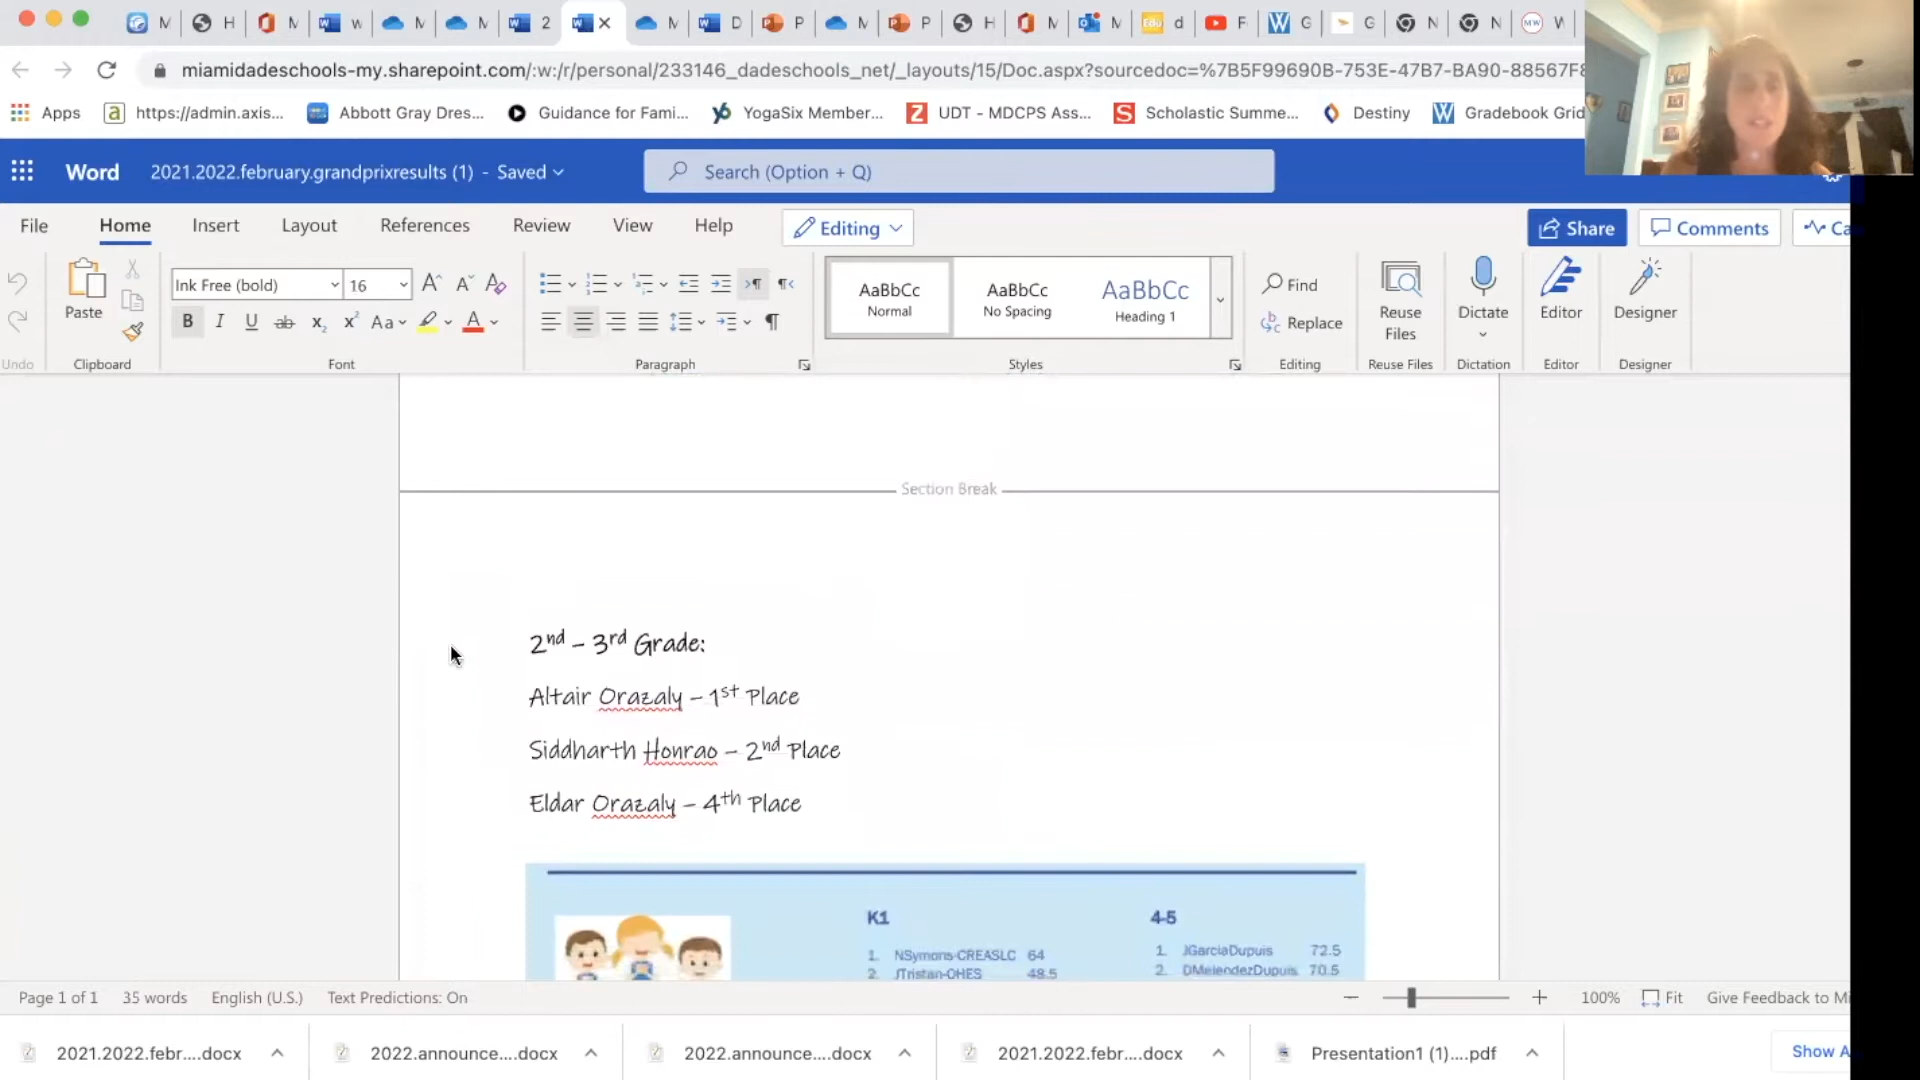 M
H
M
w
M
M
2
M
D
P
M
P
H
M
M
Edu d
F
G
G
N
N
MW
miamidadeschools-my.sharepoint.com/:w:/r/personal/233146_dadeschools_net/_layouts/15/Doc.aspx?sourcedoc=%7B5F99690B-753E-47B7-BA90-88567F8
Apps
https://admin.axis...
Abbott Gray Dres...
Guidance for Fami...
YogaSix Member...
UDT - MDCPS Ass...
Scholastic Summe...
Destiny
Gradebook Grid
Word
2021.2022.february.grandprixresults (1) - Saved
Search (Option + Q)
File
Home
Insert
Layout
References
Review
View
Help
Editing
Share
Comments
Ca
Paste
Ink Free (bold)
16
AaBbCc
AaBbCc
AaBbCc
Normal
No Spacing
Heading 1
Find
Replace
Reuse
Files
Dictate
Editor
Designer
Undo
Clipboard
Font
Paragraph
Styles
Editing
Reuse Files
Dictation
Editor
Designer
Section Break
2nd – 3rd Grade:
Altair Orazaly – 1st Place
Siddharth Honrao – 2nd Place
Eldar Orazaly – 4th Place
K1
1. NSymons-CREASLC 64
2. JTristan-OHES 48.5
4-5
1. JGarciaDupuis 72.5
2. DMelendezDupuis 70.5
Page 1 of 1
35 words
English (U.S.)
Text Predictions: On
100%
Fit
Give Feedback to Mi
2021.2022.febr....docx
2022.announce....docx
2022.announce....docx
2021.2022.febr....docx
Presentation1 (1)....pdf
Show A